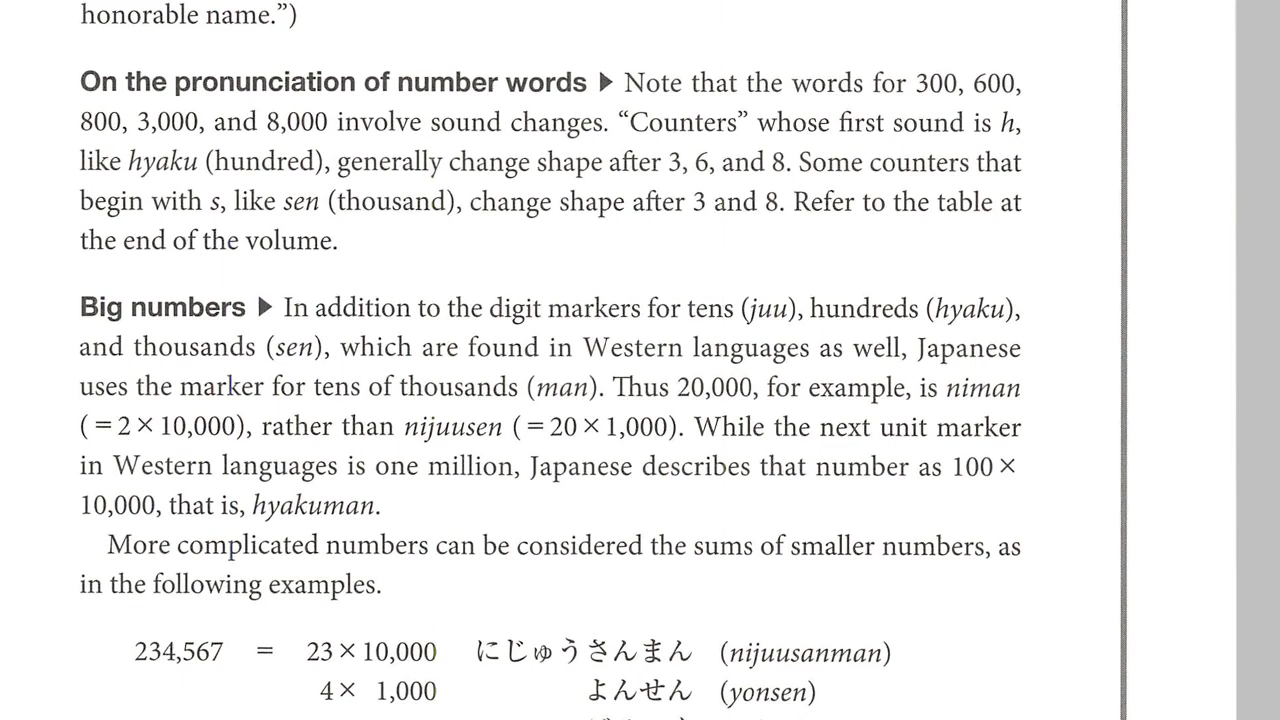 honorable name.”)
On the pronunciation of number words ▶ Note that the words for 300, 600,
800, 3,000, and 8,000 involve sound changes. “Counters” whose first sound is h,
like hyaku (hundred), generally change shape after 3, 6, and 8. Some counters that
begin with s, like sen (thousand), change shape after 3 and 8. Refer to the table at
the end of the volume.
Big numbers ▶ In addition to the digit markers for tens (juu), hundreds (hyaku),
and thousands (sen), which are found in Western languages as well, Japanese
uses the marker for tens of thousands (man). Thus 20,000, for example, is niman
( = 2 × 10,000), rather than nijuusen ( = 20 × 1,000). While the next unit marker
in Western languages is one million, Japanese describes that number as 100 ×
10,000, that is, hyakuman.
More complicated numbers can be considered the sums of smaller numbers, as
in the following examples.
234,567 = 23 × 10,000 にじゅうさんまん (nijuusanman)
4 × 1,000 よんせん (yonsen)